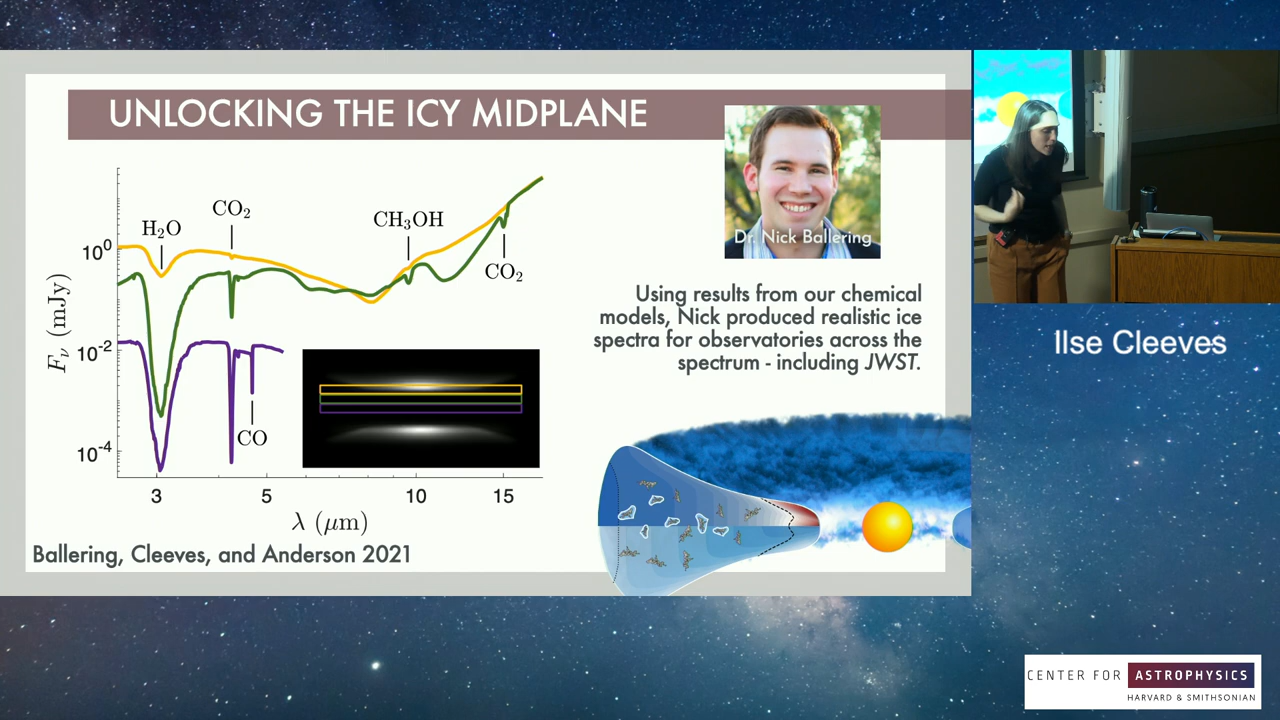 UNLOCKING THE ICY MIDPLANE
Dr. Nick Ballering
H₂O
CO₂
CH₃OH
CO₂
CO
10⁰
10⁻²
10⁻⁴
Fν (mJy)
3 5 10 15
λ (μm)
Using results from our chemical
models, Nick produced realistic ice
spectra for observatories across the
spectrum - including JWST.
Ballering, Cleeves, and Anderson 2021
Ilse Cleeves
CENTER FOR ASTROPHYSICS
HARVARD & SMITHSONIAN